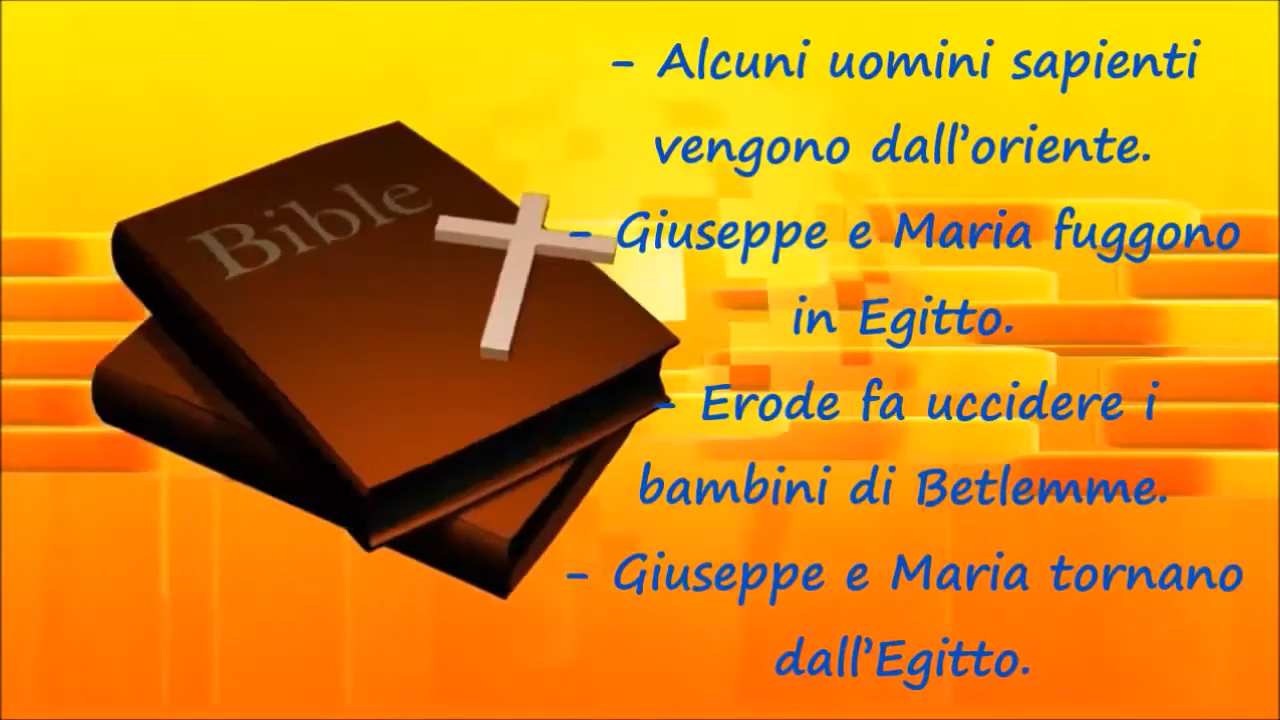 Bible
- Alcuni uomini sapienti
vengono dall’oriente.
- Giuseppe e Maria fuggono
in Egitto.
- Erode fa uccidere i
bambini di Betlemme.
- Giuseppe e Maria tornano
dall’Egitto.